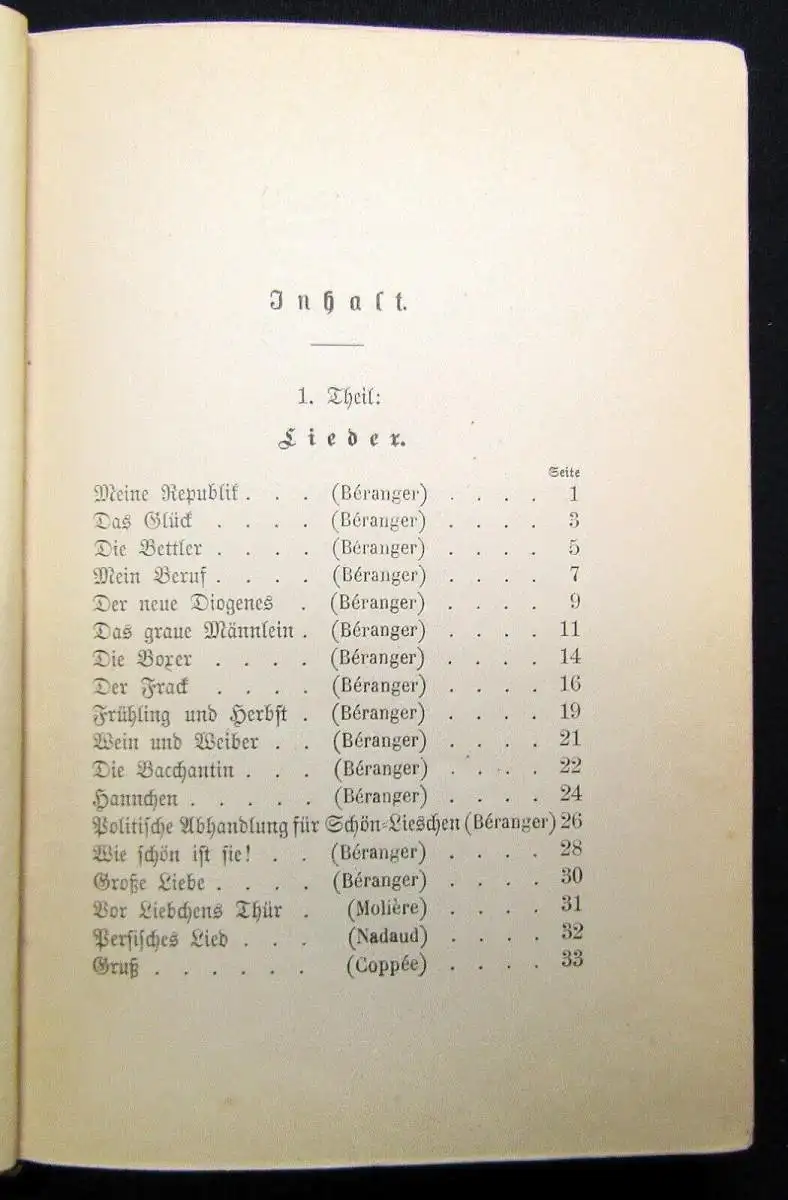 Inhalt.
1. Theil:
Lieder.
Seite
Meine Republik . . . (Béranger) . . . . 1
Das Glück . . . . (Béranger) . . . . 3
Die Bettler . . . . (Béranger) . . . . 5
Mein Beruf . . . . (Béranger) . . . . 7
Der neue Diogenes . (Béranger) . . . . 9
Das graue Männlein . (Béranger) . . . . 11
Die Boxer . . . . (Béranger) . . . . 14
Der Frack . . . . (Béranger) . . . . 16
Frühling und Herbst . (Béranger) . . . . 19
Wein und Weiber . . (Béranger) . . . . 21
Die Bacchantin . . . (Béranger) . . . . 22
Hannchen . . . . . (Béranger) . . . . 24
Politische Abhandlung für Schön-Lieschen (Béranger) 26
Wie schön ist sie! . . (Béranger) . . . . 28
Große Liebe . . . . (Béranger) . . . . 30
Vor Liebchens Thür . (Molière) . . . . 31
Persisches Lied . . . (Nadaud) . . . . 32
Gruß . . . . . . (Coppée) . . . . 33